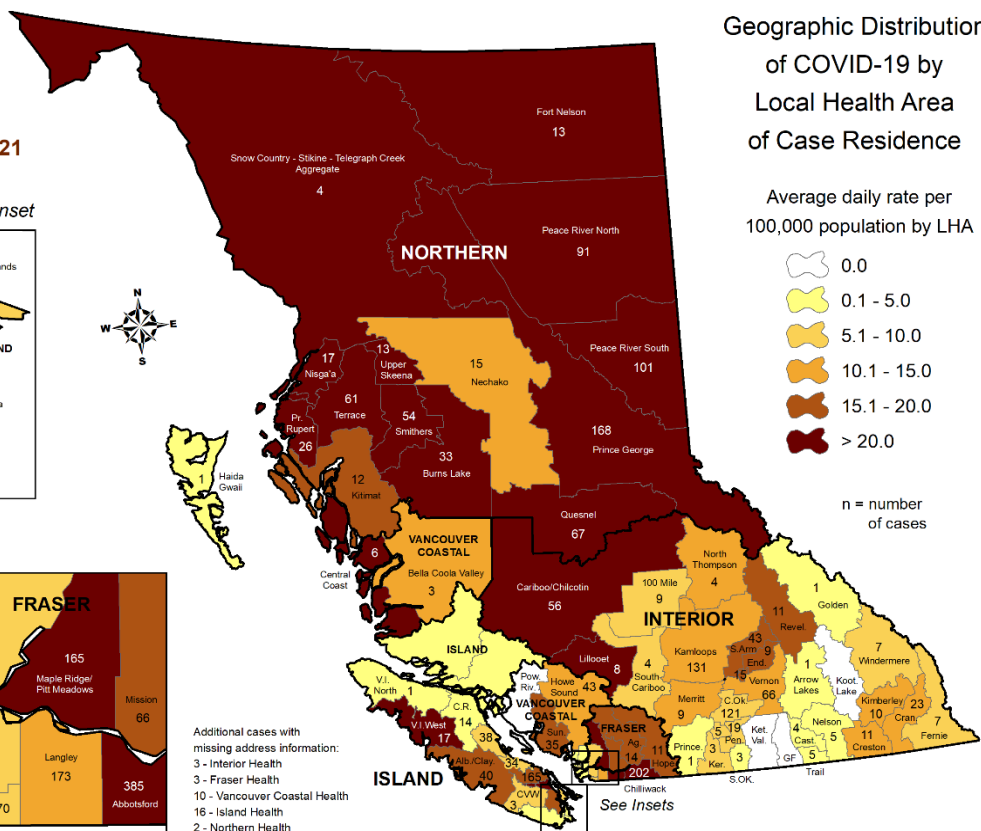 Geographic Distribution
of COVID-19 by
Local Health Area
of Case Residence
21
nset
Average daily rate per
100,000 population by LHA
0.0
0.1 - 5.0
5.1 - 10.0
10.1 - 15.0
15.1 - 20.0
> 20.0
n = number
of cases
N
W
E
S
ands
ND
a
Fort Nelson
13
Snow Country - Stikine - Telegraph Creek
Aggregate
4
Peace River North
91
NORTHERN
Peace River South
101
17
Nisga'a
13
Upper
Skeena
15
Nechako
61
Terrace
54
Smithers
Pr.
Rupert
26
33
Burns Lake
168
Prince George
12
Kitimat
1
Haida
Gwaii
Quesnel
67
VANCOUVER
COASTAL
Bella Coola Valley
3
6
Central
Coast
Cariboo/Chilcotin
56
North
Thompson
4
100 Mile
9
INTERIOR
1
Golden
11
Revel.
ISLAND
Lillooet
8
4
South
Cariboo
Kamloops
131
43
S.Arm
9
End.
15
Vernon
66
7
Windermere
1
Arrow
Lakes
Koot.
Lake
V.I.
North
1
C.R.
14
V.I.West
17
38
Pow.
Riv.
Howe
Sound
43
VANCOUVER
COASTAL
Sun.
35
Merritt
9
C.Ok.
121
Kimberley
10
23
Cran.
7
Fernie
FRASER
Ag.
14
11
Hope
202
Chilliwack
Prince.
1
5
19
Pen.
3
Ker.
3
S.OK.
Ket.
Val.
GF
4
Cast.
Nelson
5
5
Trail
11
Creston
Alb./Clay.
40
34
165
CVW
3
ISLAND
See Insets
FRASER
165
Maple Ridge/
Pitt Meadows
Mission
66
Langley
173
385
Abbotsford
70
Additional cases with
missing address information:
3 - Interior Health
3 - Fraser Health
10 - Vancouver Coastal Health
16 - Island Health
2 - Northern Health